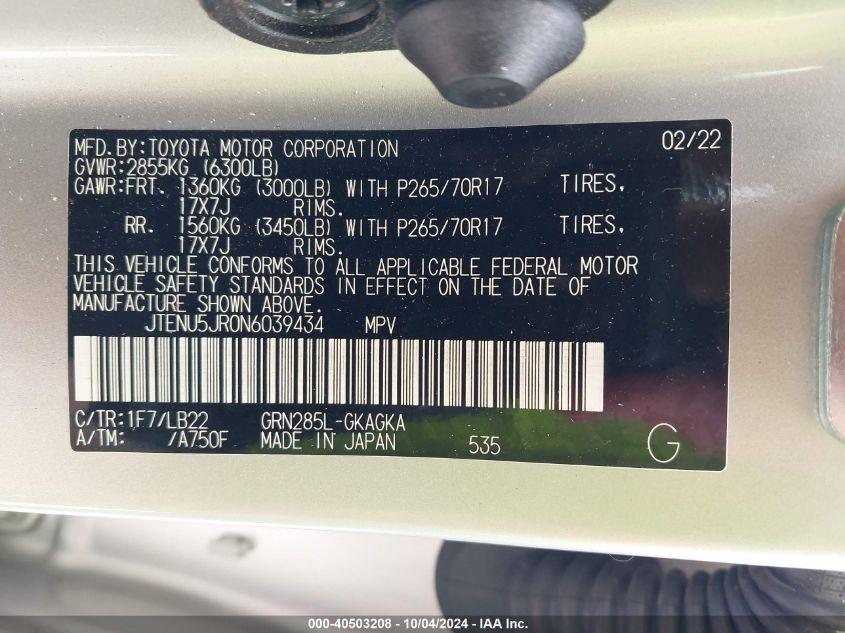 MFD.BY:TOYOTA MOTOR CORPORATION 02/22
GVWR:2855KG (6300LB)
GAWR:FRT. 1360KG (3000LB) WITH P265/70R17 TIRES,
17X7J RIMS.
RR. 1560KG (3450LB) WITH P265/70R17 TIRES,
17X7J RIMS.
THIS VEHICLE CONFORMS TO ALL APPLICABLE FEDERAL MOTOR
VEHICLE SAFETY STANDARDS IN EFFECT ON THE DATE OF
MANUFACTURE SHOWN ABOVE.
JTENU5JR0N6039434 MPV
C/TR:1F7/LB22 GRN285L-GKAGKA
A/TM: /A750F MADE IN JAPAN 535 G
000-40503208 - 10/04/2024 - IAA Inc.